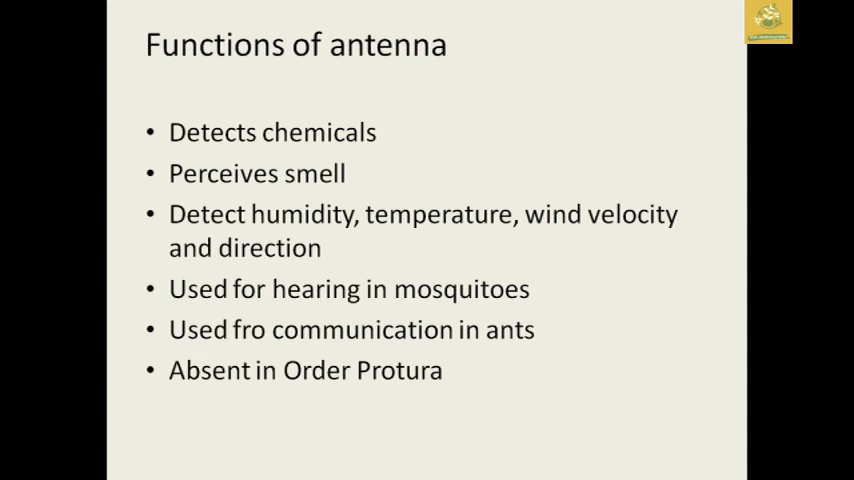 Functions of antenna
• Detects chemicals
• Perceives smell
• Detect humidity, temperature, wind velocity
and direction
• Used for hearing in mosquitoes
• Used fro communication in ants
• Absent in Order Protura